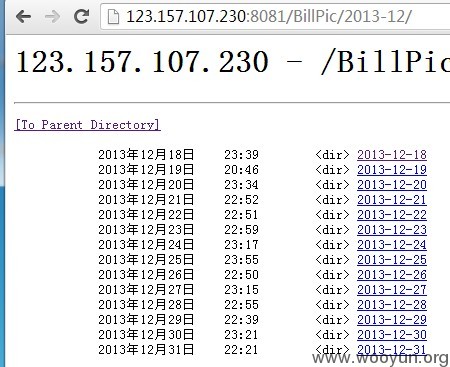 123.157.107.230:8081/BillPic/2013-12/
123.157.107.230 - /BillPic
[To Parent Directory]
2013年12月18日 23:39 <dir> 2013-12-18
2013年12月19日 20:46 <dir> 2013-12-19
2013年12月20日 23:34 <dir> 2013-12-20
2013年12月21日 22:52 <dir> 2013-12-21
2013年12月22日 22:51 <dir> 2013-12-22
2013年12月23日 22:59 <dir> 2013-12-23
2013年12月24日 23:17 <dir> 2013-12-24
2013年12月25日 23:55 <dir> 2013-12-25
2013年12月26日 22:50 <dir> 2013-12-26
2013年12月27日 23:15 <dir> 2013-12-27
2013年12月28日 22:55 <dir> 2013-12-28
2013年12月29日 22:39 <dir> 2013-12-29
2013年12月30日 23:21 <dir> 2013-12-30
2013年12月31日 22:21 <dir> 2013-12-31
www.wooyun.org